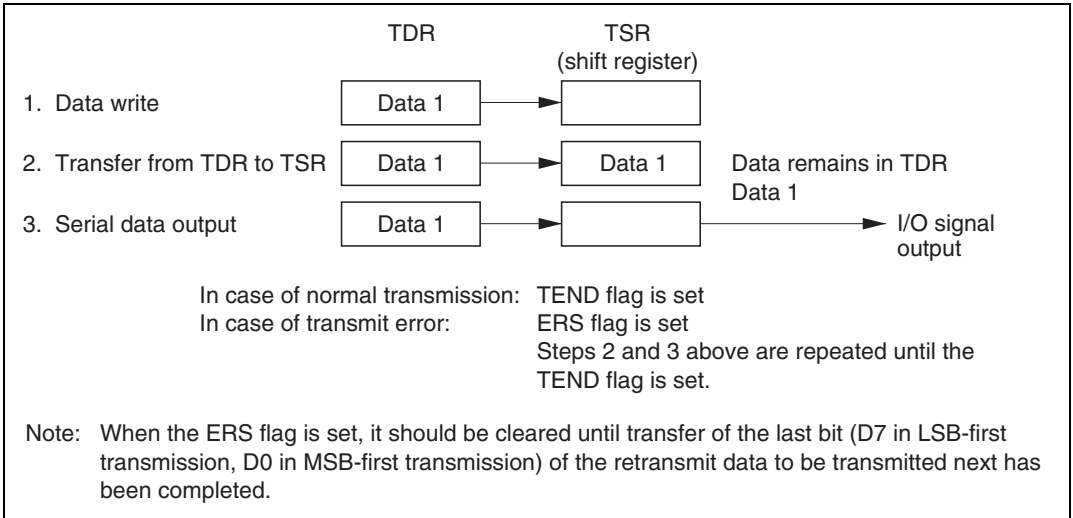 TDR TSR
(shift register)
1. Data write Data 1
2. Transfer from TDR to TSR Data 1 Data 1 Data remains in TDR
Data 1
3. Serial data output Data 1 I/O signal
output
In case of normal transmission: TEND flag is set
In case of transmit error: ERS flag is set
Steps 2 and 3 above are repeated until the
TEND flag is set.
Note: When the ERS flag is set, it should be cleared until transfer of the last bit (D7 in LSB-first
transmission, D0 in MSB-first transmission) of the retransmit data to be transmitted next has
been completed.